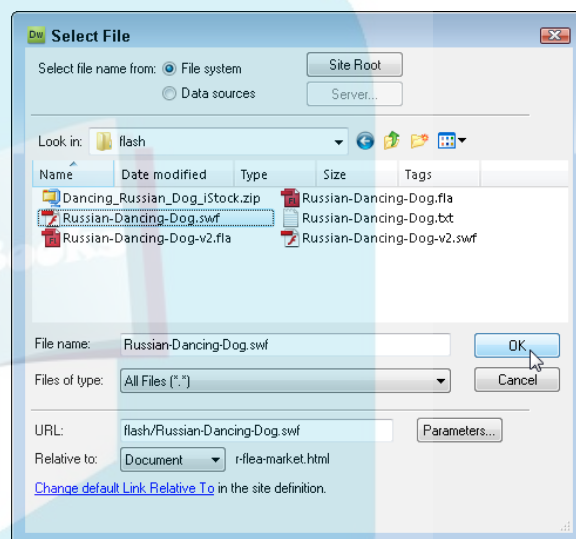 Dw Select File
Select file name from: File system Site Root
Data sources Server...
Look in: flash
Name Date modified Type Size Tags
Dancing_Russian_Dog_iStock.zip Russian-Dancing-Dog.fla
Russian-Dancing-Dog.swf Russian-Dancing-Dog.txt
Russian-Dancing-Dog-v2.fla Russian-Dancing-Dog-v2.swf
File name: Russian-Dancing-Dog.swf OK
Files of type: All Files (*.*) Cancel
URL: flash/Russian-Dancing-Dog.swf Parameters...
Relative to: Document r-flea-market.html
Change default Link Relative To in the site definition.